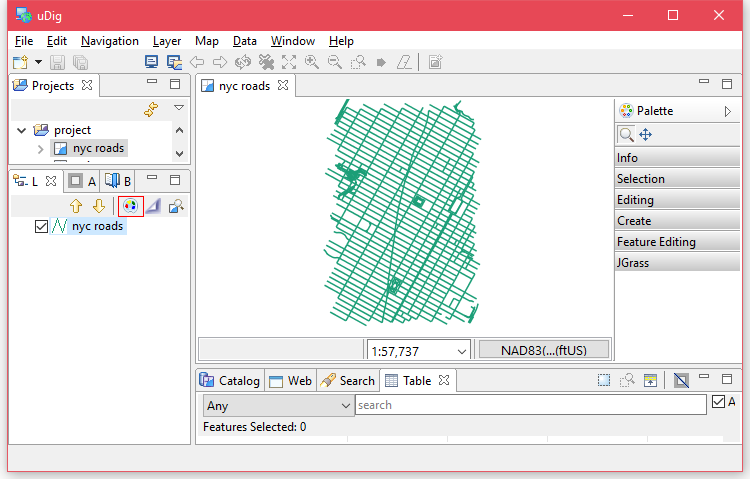 uDig
File Edit Navigation Layer Map Data Window Help
Projects
project
nyc roads
L A B
nyc roads
nyc roads
Palette
Info
Selection
Editing
Create
Feature Editing
JGrass
1:57,737
NAD83(...(ftUS)
Catalog Web Search Table
Any search A
Features Selected: 0